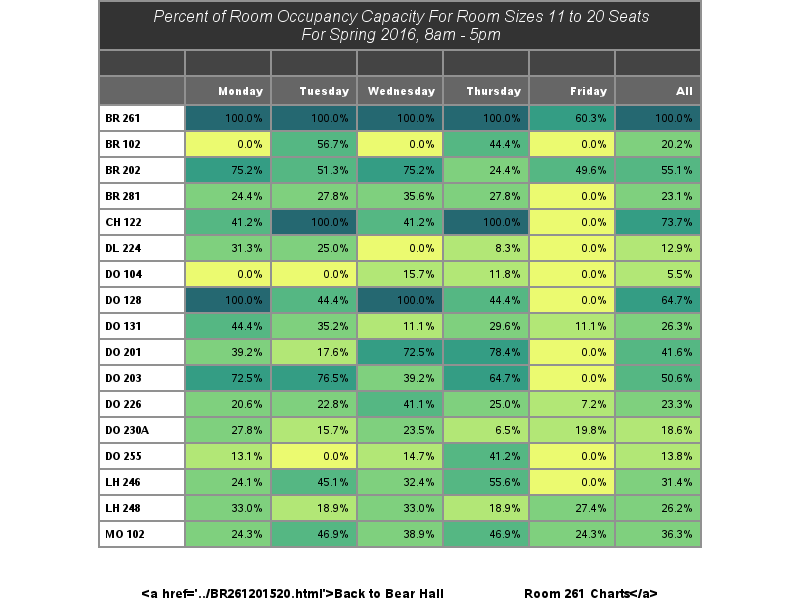 Percent of Room Occupancy Capacity For Room Sizes 11 to 20 Seats
For Spring 2016, 8am - 5pm
Monday Tuesday Wednesday Thursday Friday All
BR 261 100.0% 100.0% 100.0% 100.0% 60.3% 100.0%
BR 102 0.0% 56.7% 0.0% 44.4% 0.0% 20.2%
BR 202 75.2% 51.3% 75.2% 24.4% 49.6% 55.1%
BR 281 24.4% 27.8% 35.6% 27.8% 0.0% 23.1%
CH 122 41.2% 100.0% 41.2% 100.0% 0.0% 73.7%
DL 224 31.3% 25.0% 0.0% 8.3% 0.0% 12.9%
DO 104 0.0% 0.0% 15.7% 11.8% 0.0% 5.5%
DO 128 100.0% 44.4% 100.0% 44.4% 0.0% 64.7%
DO 131 44.4% 35.2% 11.1% 29.6% 11.1% 26.3%
DO 201 39.2% 17.6% 72.5% 78.4% 0.0% 41.6%
DO 203 72.5% 76.5% 39.2% 64.7% 0.0% 50.6%
DO 226 20.6% 22.8% 41.1% 25.0% 7.2% 23.3%
DO 230A 27.8% 15.7% 23.5% 6.5% 19.8% 18.6%
DO 255 13.1% 0.0% 14.7% 41.2% 0.0% 13.8%
LH 246 24.1% 45.1% 32.4% 55.6% 0.0% 31.4%
LH 248 33.0% 18.9% 33.0% 18.9% 27.4% 26.2%
MO 102 24.3% 46.9% 38.9% 46.9% 24.3% 36.3%
<a href='../BR261201520.html'>Back to Bear Hall Room 261 Charts</a>